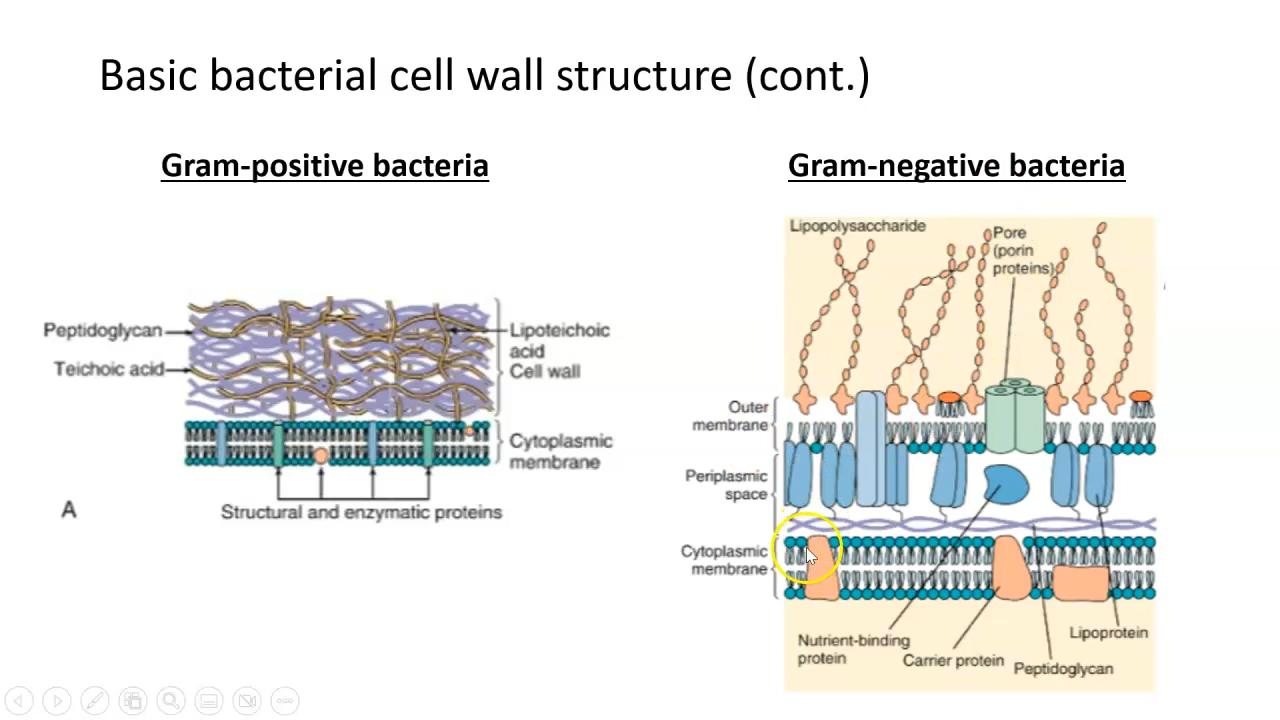 Basic bacterial cell wall structure (cont.)
Gram-positive bacteria
Peptidoglycan
Teichoic acid
Lipoteichoic
acid
Cell wall
Cytoplasmic
membrane
A
Structural and enzymatic proteins
Gram-negative bacteria
Lipopolysaccharide
Pore
(porin
proteins)
Outer
membrane
Periplasmic
space
Cytoplasmic
membrane
Nutrient-binding
protein
Carrier protein
Peptidoglycan
Lipoprotein